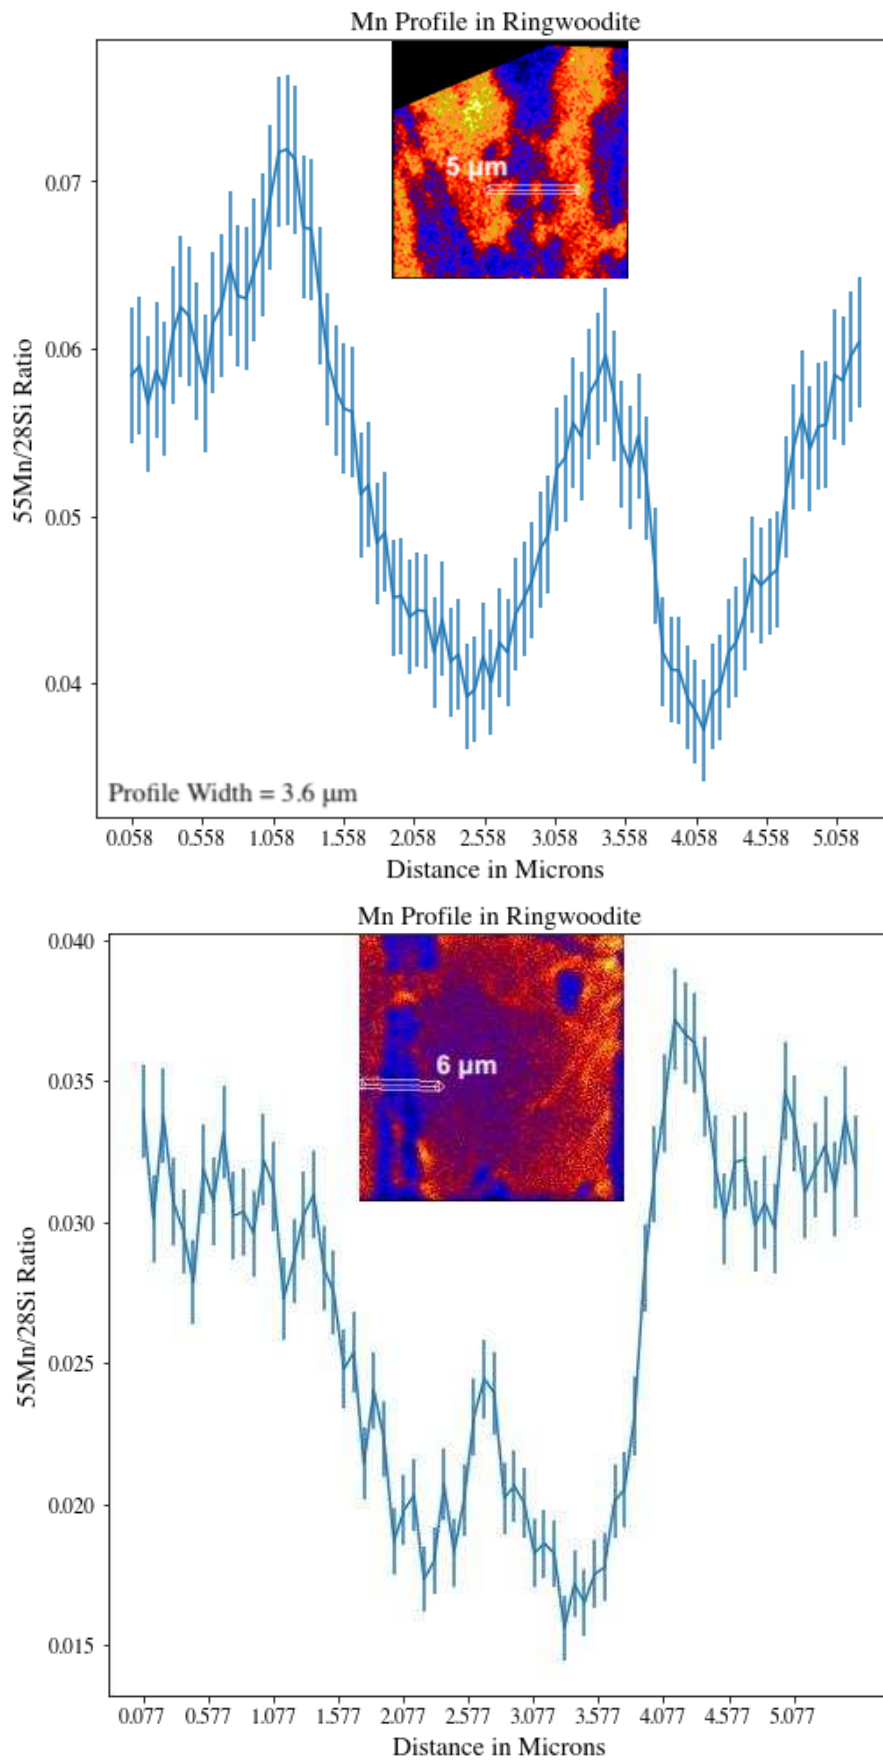 Mn Profile in Ringwoodite
5 µm
0.07
0.06
0.05
0.04
55Mn/28Si Ratio
Profile Width = 3.6 µm
0.058 0.558 1.058 1.558 2.058 2.558 3.058 3.558 4.058 4.558 5.058
Distance in Microns
Mn Profile in Ringwoodite
6 µm
0.040
0.035
0.030
0.025
0.020
0.015
55Mn/28Si Ratio
0.077 0.577 1.077 1.577 2.077 2.577 3.077 3.577 4.077 4.577 5.077
Distance in Microns